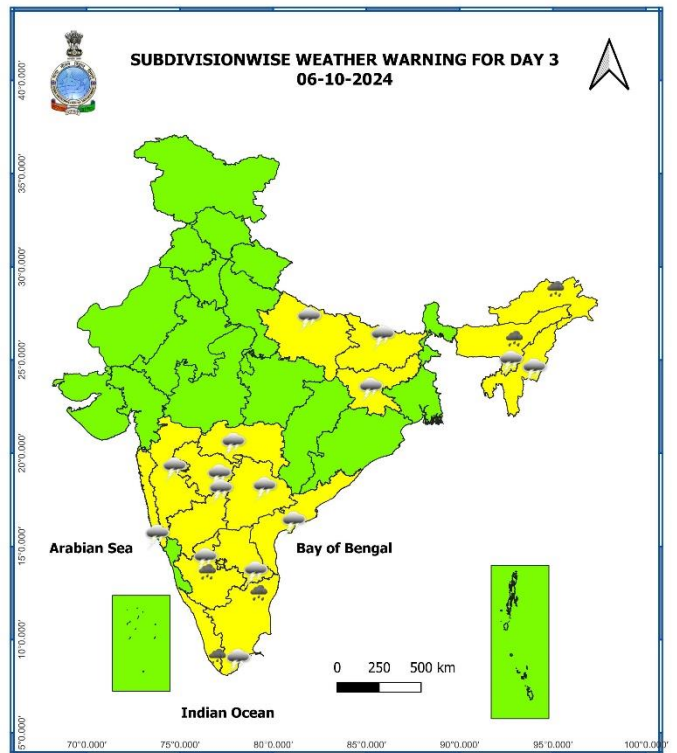 SUBDIVISIONWISE WEATHER WARNING FOR DAY 3
06-10-2024
40°0.000'
35°0.000'
30°0.000'
25°0.000'
20°0.000'
15°0.000'
10°0.000'
5°0.000'
Arabian Sea
Bay of Bengal
0 250 500 km
Indian Ocean
70°0.000' 75°0.000' 80°0.000' 85°0.000' 90°0.000' 95°0.000' 100°0.000'